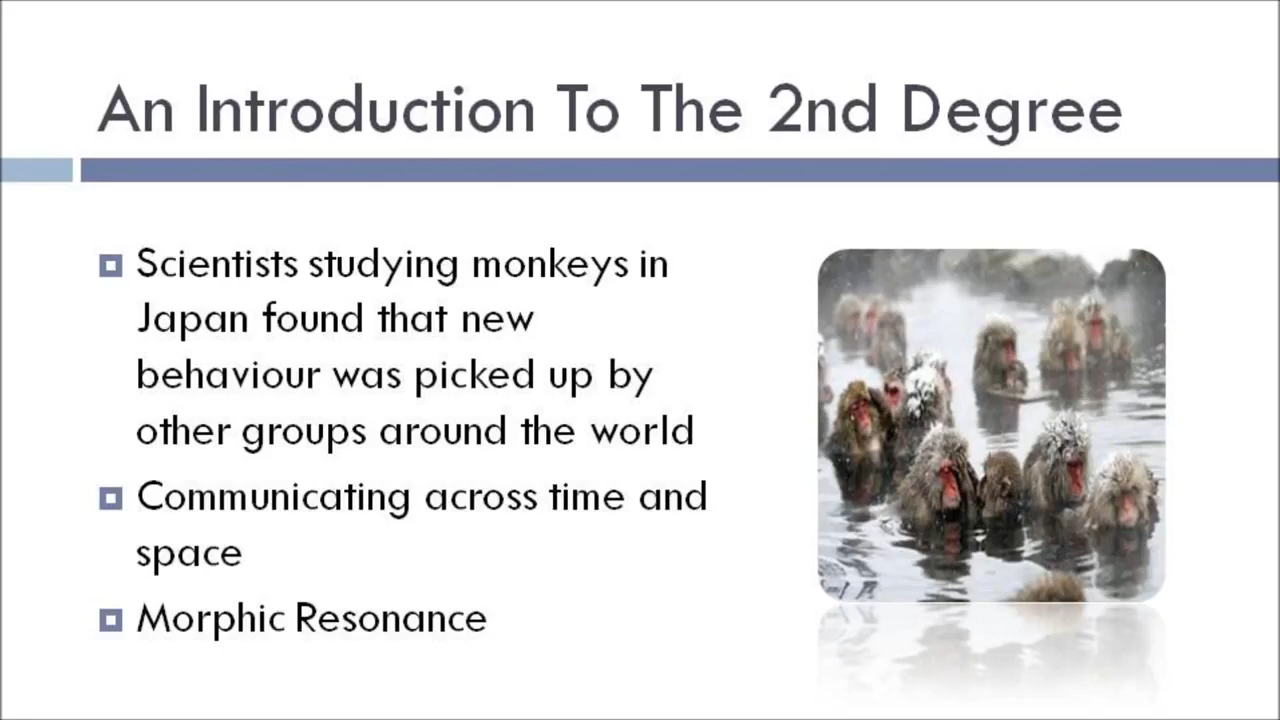 An Introduction To The 2nd Degree
Scientists studying monkeys in
Japan found that new
behaviour was picked up by
other groups around the world
Communicating across time and
space
Morphic Resonance